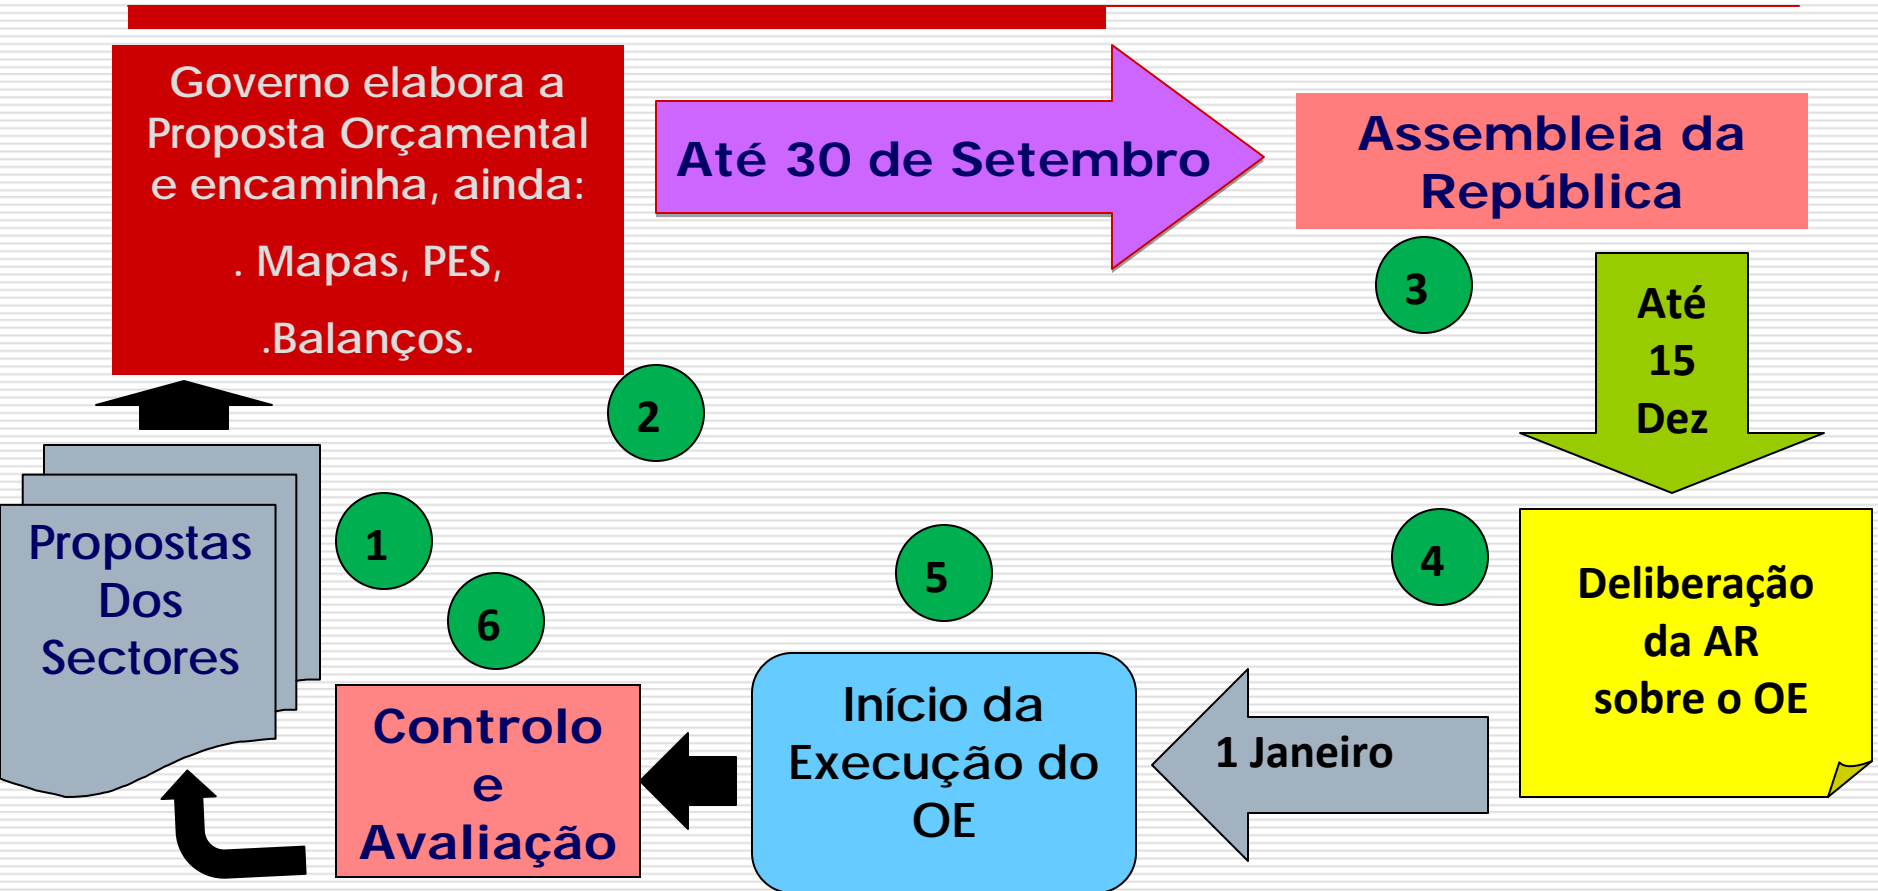 Governo elabora a
Proposta Orçamental
e encaminha, ainda:
. Mapas, PES,
.Balanços.
Até 30 de Setembro
Assembleia da
República
3
Até
15
Dez
2
Propostas
Dos
Sectores
1
6
5
4
Deliberação
da AR
sobre o OE
Controlo
e
Avaliação
Início da
Execução do
OE
1 Janeiro